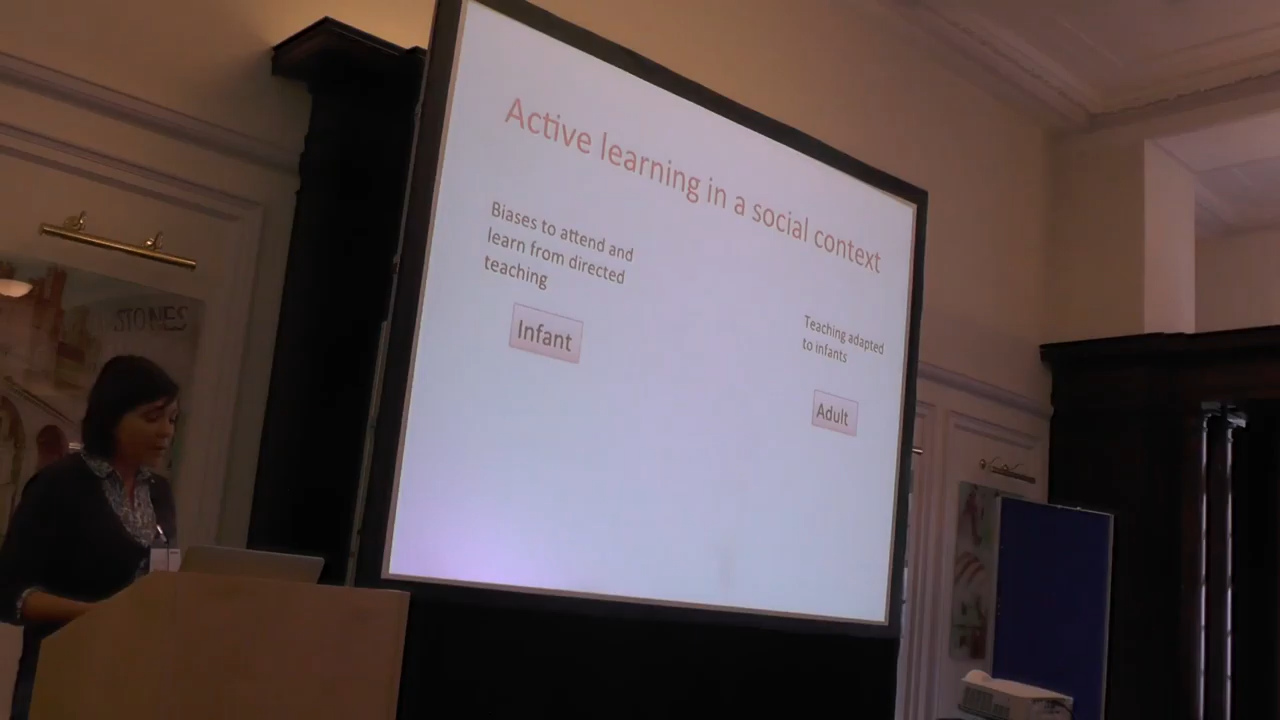 Active learning in a social context
Biases to attend and
learn from directed
teaching
Infant
Teaching adapted
to infants
Adult
STONES